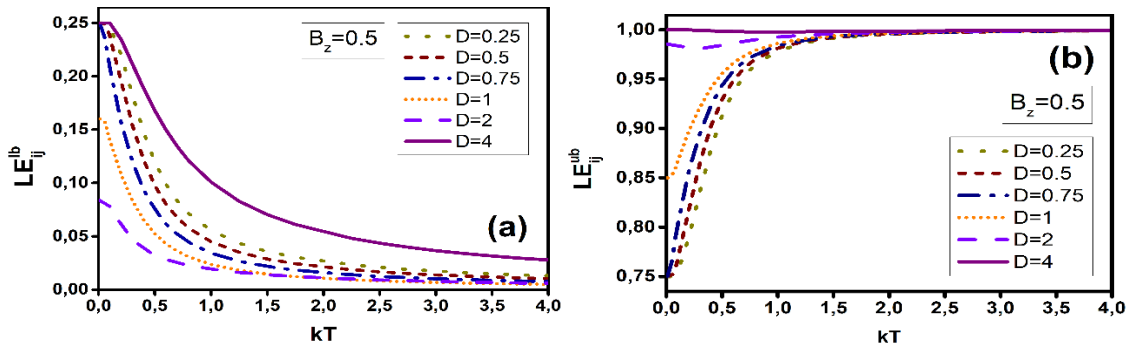 0,25
0,20
0,15
0,10
0,05
0,00
LE_ij^lb
B_z=0.5
D=0.25
D=0.5
D=0.75
D=1
D=2
D=4
(a)
0,0 0,5 1,0 1,5 2,0 2,5 3,0 3,5 4,0
kT
1,00
0,95
0,90
0,85
0,80
0,75
LE_ij^ub
(b)
B_z=0.5
D=0.25
D=0.5
D=0.75
D=1
D=2
D=4
0,0 0,5 1,0 1,5 2,0 2,5 3,0 3,5 4,0
kT